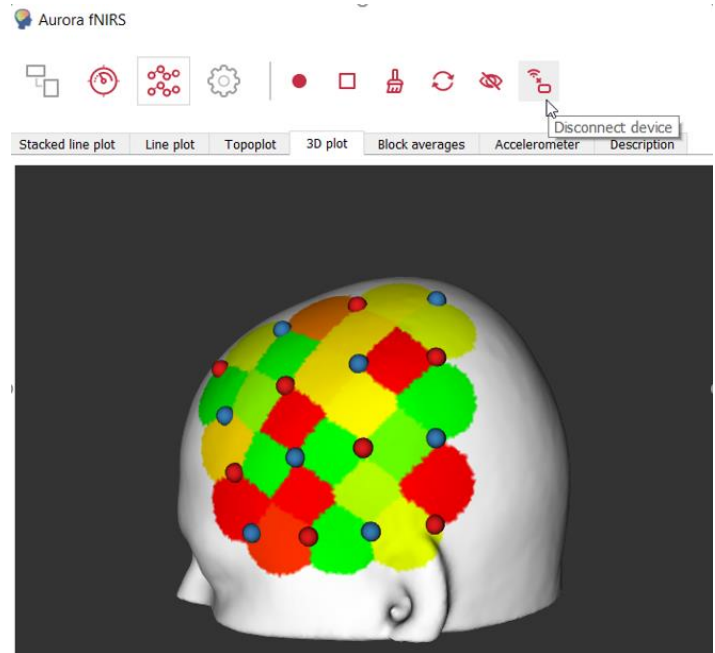 Aurora fNIRS
Disconnect device
Stacked line plot
Line plot
Topoplot
3D plot
Block averages
Accelerometer
Description